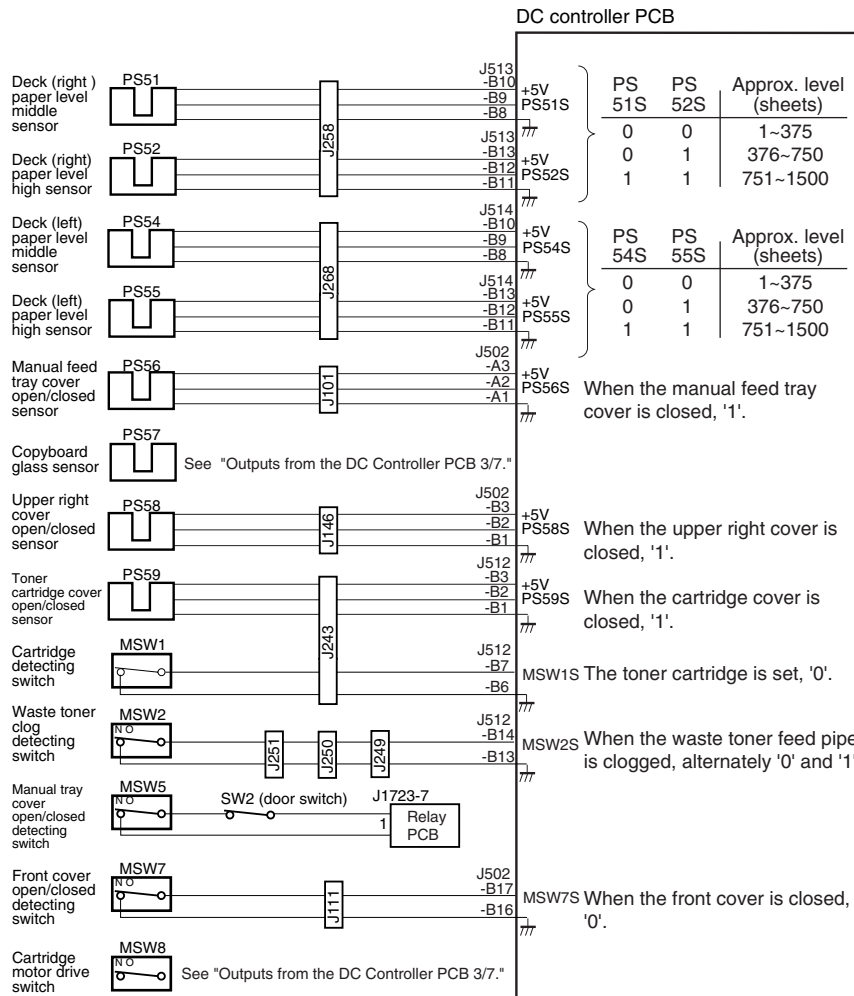 DC controller PCB
Deck (right )
paper level
middle
sensor
PS51
J513
-B10
-B9
-B8
+5V
PS51S
Deck (right)
paper level
high sensor
PS52
J258
J513
-B13
-B12
-B11
+5V
PS52S
PS
51S
PS
52S
Approx. level
(sheets)
0 0 1~375
0 1 376~750
1 1 751~1500
Deck (left)
paper level
middle
sensor
PS54
J514
-B10
-B9
-B8
+5V
PS54S
Deck (left)
paper level
high sensor
PS55
J268
J514
-B13
-B12
-B11
+5V
PS55S
PS
54S
PS
55S
Approx. level
(sheets)
0 0 1~375
0 1 376~750
1 1 751~1500
Manual feed
tray cover
open/closed
sensor
PS56
J101
J502
-A3
-A2
-A1
+5V
PS56S
When the manual feed tray
cover is closed, '1'.
Copyboard
glass sensor
PS57
See "Outputs from the DC Controller PCB 3/7."
Upper right
cover
open/closed
sensor
PS58
J146
J502
-B3
-B2
-B1
+5V
PS58S
When the upper right cover is
closed, '1'.
Toner
cartridge cover
open/closed
sensor
PS59
J243
J512
-B3
-B2
-B1
+5V
PS59S
When the cartridge cover is
closed, '1'.
Cartridge
detecting
switch
MSW1
J512
-B7
-B6
MSW1S
The toner cartridge is set, '0'.
Waste toner
clog
detecting
switch
MSW2
N O
J251
J250
J249
J512
-B14
-B13
MSW2S
When the waste toner feed pipe
is clogged, alternately '0' and '1'
Manual tray
cover
open/closed
detecting
switch
MSW5
N O
SW2 (door switch)
J1723-7
1
Relay
PCB
Front cover
open/closed
detecting
switch
MSW7
N O
J111
J502
-B17
-B16
MSW7S
When the front cover is closed,
'0'.
Cartridge
motor drive
switch
MSW8
N O
See "Outputs from the DC Controller PCB 3/7."